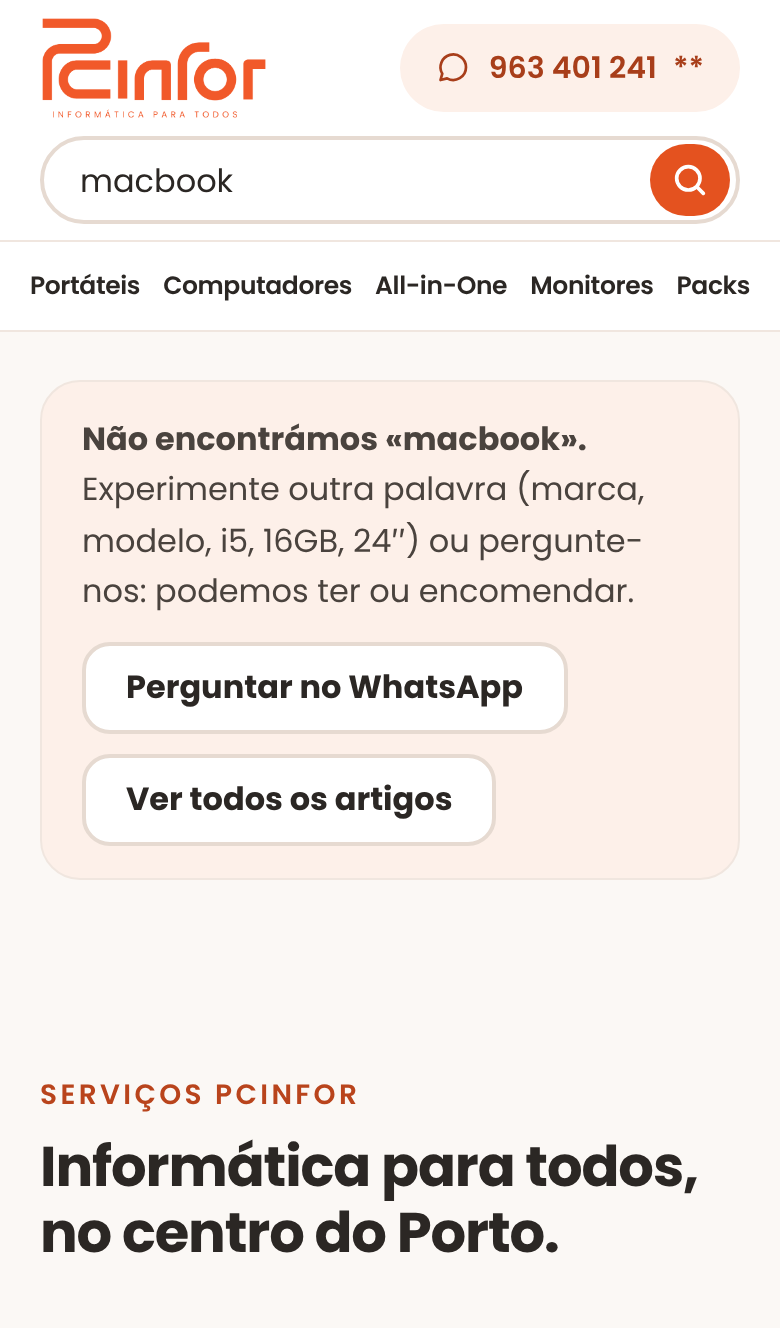 PCinfor
INFORMÁTICA PARA TODOS
963 401 241 **
macbook
Portáteis Computadores All-in-One Monitores Packs
Não encontrámos «macbook».
Experimente outra palavra (marca,
modelo, i5, 16GB, 24″) ou pergunte-
nos: podemos ter ou encomendar.
Perguntar no WhatsApp
Ver todos os artigos
SERVIÇOS PCINFOR
Informática para todos,
no centro do Porto.